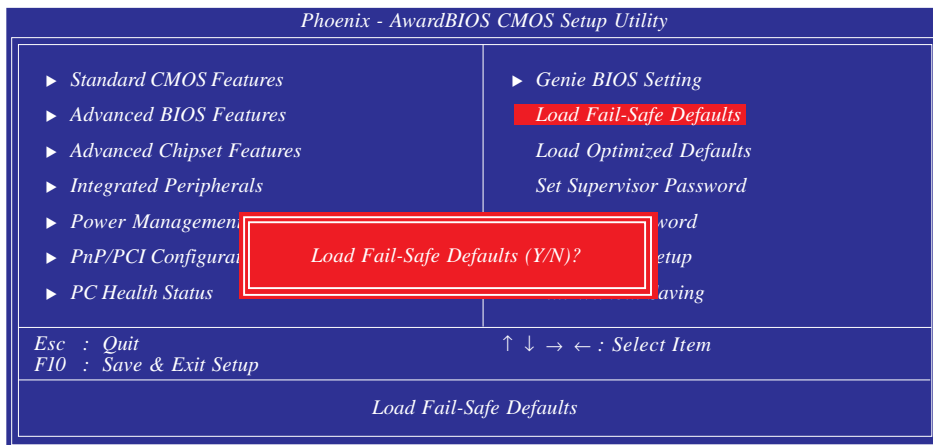 Phoenix - AwardBIOS CMOS Setup Utility
▶ Standard CMOS Features
▶ Advanced BIOS Features
▶ Advanced Chipset Features
▶ Integrated Peripherals
▶ Power Management
▶ PnP/PCI Configurat
▶ PC Health Status
▶ Genie BIOS Setting
Load Fail-Safe Defaults
Load Optimized Defaults
Set Supervisor Password
word
etup
aving
Load Fail-Safe Defaults (Y/N)?
Esc : Quit
F10 : Save & Exit Setup
↑ ↓ → ← : Select Item
Load Fail-Safe Defaults